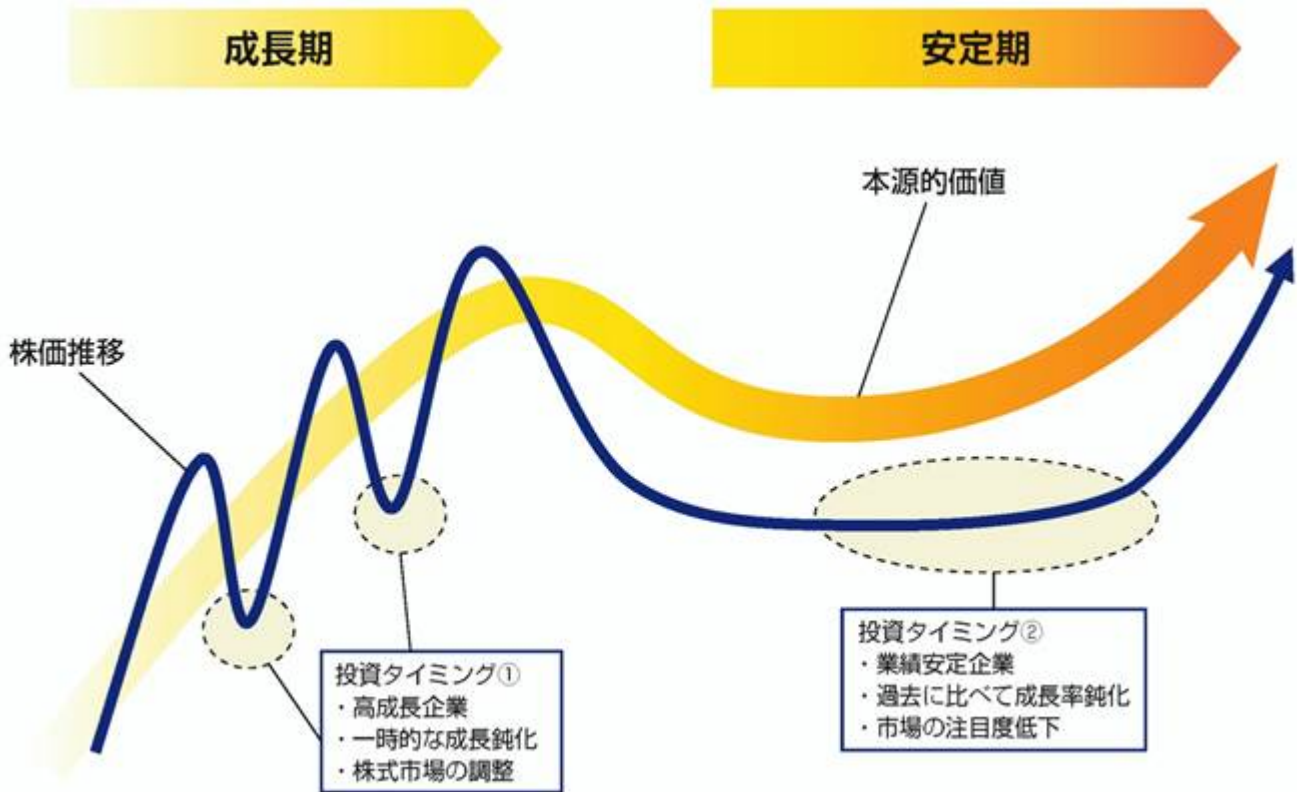 成長期
安定期
本源的価値
株価推移
投資タイミング①
・高成長企業
・一時的な成長鈍化
・株式市場の調整
投資タイミング②
・業績安定企業
・過去に比べて成長率鈍化
・市場の注目度低下